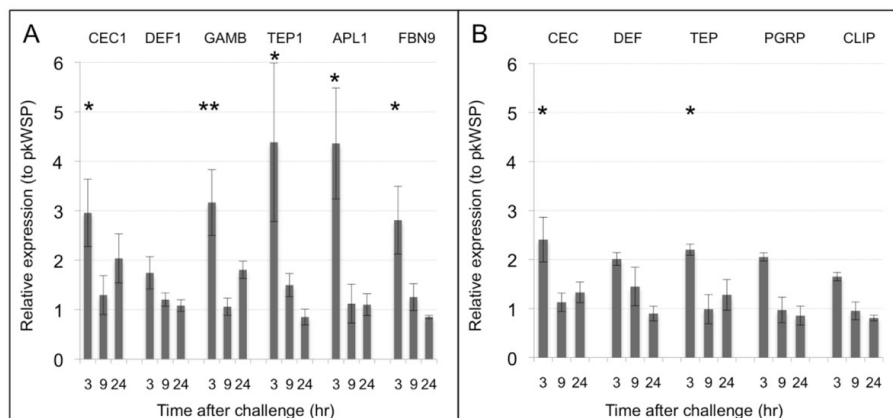 A
CEC1 DEF1 GAMB TEP1 APL1 FBN9
Relative expression (to pkWSP)
6
5
4
3
2
1
0
* ** * * *
3 9 24 3 9 24 3 9 24 3 9 24 3 9 24 3 9 24
Time after challenge (hr)
B
CEC DEF TEP PGRP CLIP
Relative expression (to pkWSP)
6
5
4
3
2
1
0
* *
3 9 24 3 9 24 3 9 24 3 9 24 3 9 24
Time after challenge (hr)